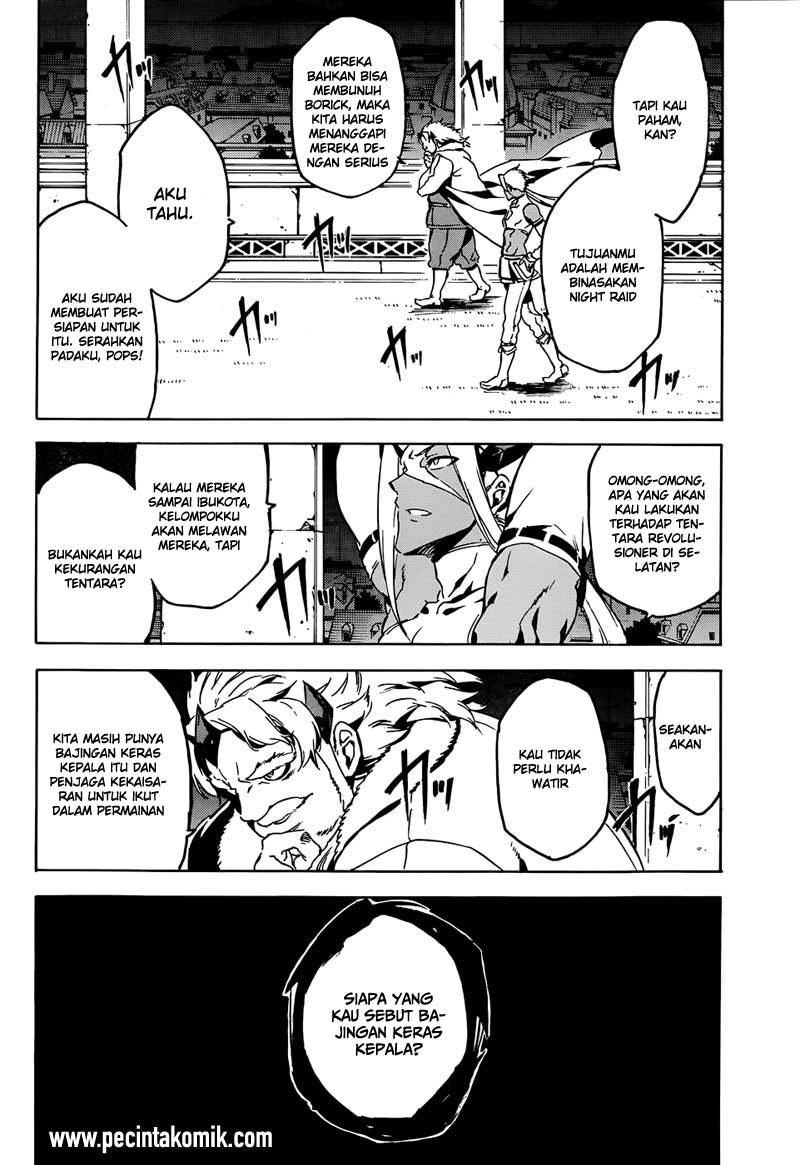 TAPI KAU
PAHAM,
KAN?
TUJUANMU
ADALAH MEM-
BINASAKAN
NIGHT RAID
MEREKA
BAHKAN BISA
MEMBUNUH
BORICK, MAKA
KITA HARUS
MENANGGAPI
MEREKA DE-
NGAN SERIUS
AKU
TAHU.
AKU SUDAH
MEMBUAT PER-
SIAPAN UNTUK
ITU. SERAHKAN
PADAKU, POPS!
OMONG-OMONG,
APA YANG AKAN
KAU LAKUKAN
TERHADAP TEN-
TARA REVOLU-
SIONER DI SE-
LATAN?
KALAU MEREKA
SAMPAI IBUKOTA,
KELOMPOKKU
AKAN MELAWAN
MEREKA, TAPI
BUKANKAH KAU
KEKURANGAN
TENTARA?
SEAKAN-
AKAN
KAU TIDAK
PERLU KHA-
WATIR
KITA MASIH PUNYA
BAJINGAN KERAS
KEPALA ITU DAN
PENJAGA KEKAISA-
RAN UNTUK IKUT
DALAM PERMAINAN
SIAPA YANG
KAU SEBUT BA-
JINGAN KERAS
KEPALA?
www.pecintakomik.com